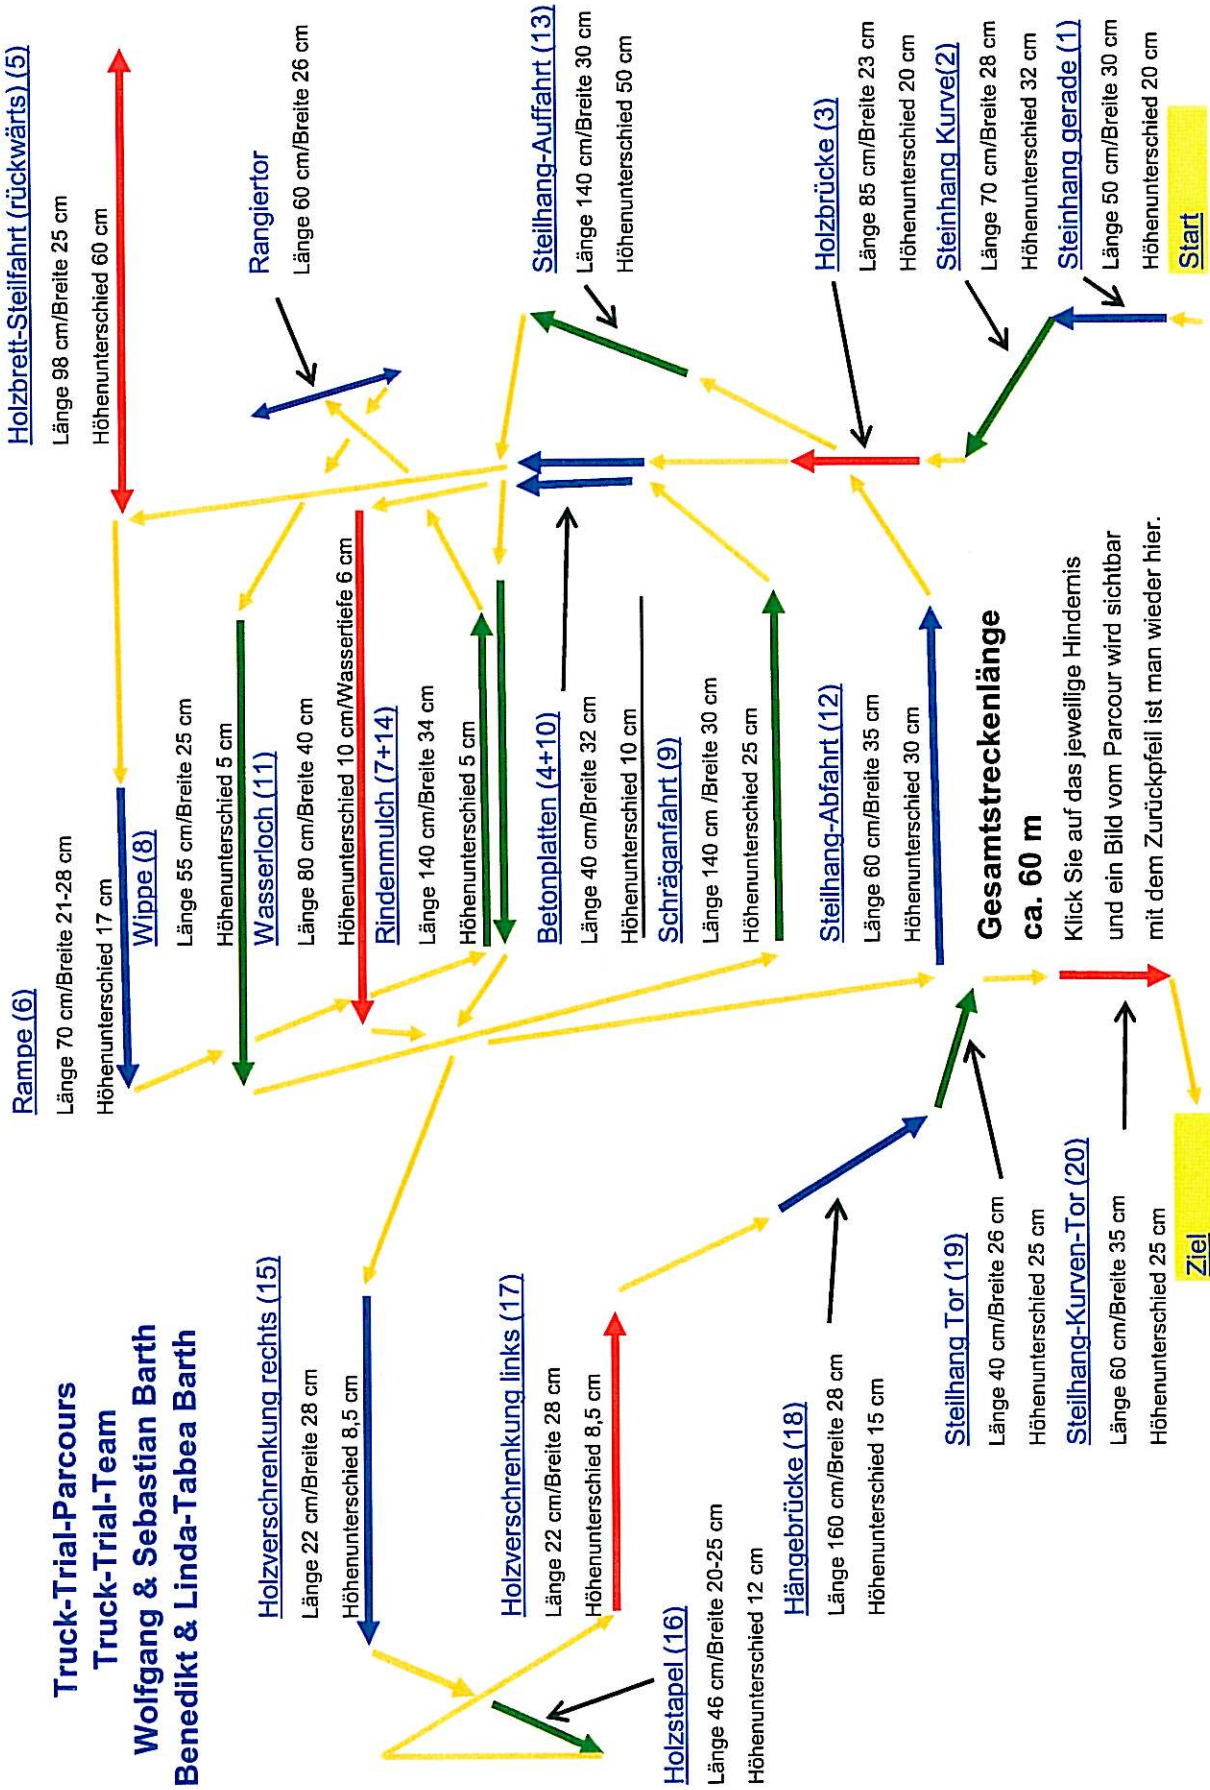 Truck-Trial-Parcours
Truck-Trial-Team
Wolfgang & Sebastian Barth
Benedikt & Linda-Tabea Barth
Rampe (6)
Länge 70 cm/Breite 21-28 cm
Höhenunterschied 17 cm
Holzbrett-Steilfahrt (rückwärts) (5)
Länge 98 cm/Breite 25 cm
Höhenunterschied 60 cm
Wippe (8)
Länge 55 cm/Breite 25 cm
Höhenunterschied 5 cm
Rangiertor
Länge 60 cm/Breite 26 cm
Wasserloch (11)
Länge 80 cm/Breite 40 cm
Höhenunterschied 10 cm/Wassertiefe 6 cm
Holzverschrenkung rechts (15)
Länge 22 cm/Breite 28 cm
Höhenunterschied 8,5 cm
Rindenmulch (7+14)
Länge 140 cm/Breite 34 cm
Höhenunterschied 5 cm
Holzverschrenkung links (17)
Länge 22 cm/Breite 28 cm
Höhenunterschied 8,5 cm
Betonplatten (4+10)
Länge 40 cm/Breite 32 cm
Höhenunterschied 10 cm
Steilhang-Auffahrt (13)
Länge 140 cm/Breite 30 cm
Höhenunterschied 50 cm
Holzstapel (16)
Länge 46 cm/Breite 20-25 cm
Höhenunterschied 12 cm
Schräganfahrt (9)
Länge 140 cm /Breite 30 cm
Höhenunterschied 25 cm
Hängebrücke (18)
Länge 160 cm/Breite 28 cm
Höhenunterschied 15 cm
Steilhang-Abfahrt (12)
Länge 60 cm/Breite 35 cm
Höhenunterschied 30 cm
Holzbrücke (3)
Länge 85 cm/Breite 23 cm
Höhenunterschied 20 cm
Steilhang Tor (19)
Länge 40 cm/Breite 26 cm
Höhenunterschied 25 cm
Steinhang Kurve(2)
Länge 70 cm/Breite 28 cm
Höhenunterschied 32 cm
Gesamtstreckenlänge
ca. 60 m
Klick Sie auf das jeweilige Hindernis
und ein Bild vom Parcour wird sichtbar
mit dem Zurückpfeil ist man wieder hier.
Steilhang-Kurven-Tor (20)
Länge 60 cm/Breite 35 cm
Höhenunterschied 25 cm
Steinhang gerade (1)
Länge 50 cm/Breite 30 cm
Höhenunterschied 20 cm
Ziel
Start